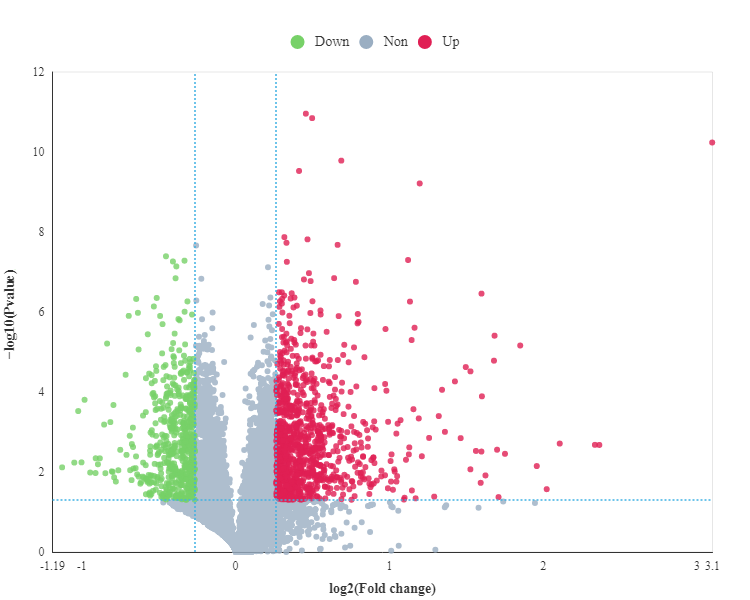 Down Non Up
12
10
8
6
4
2
0
−log10(Pvalue)
-1.19 -1 0 1 2 3 3.1
log2(Fold change)